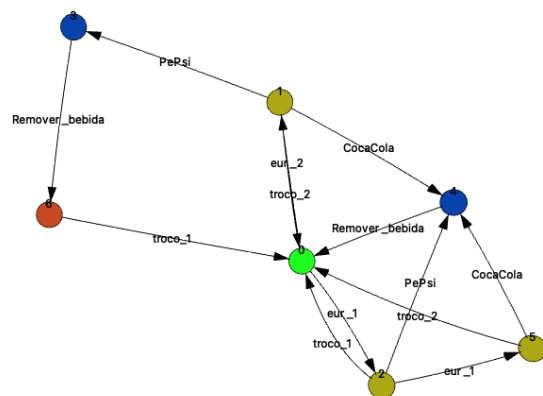 3
PePsi
1
Remover_bebida
eur_2
CocaCola
troco_2
4
6
Remover_bebida
troco_1
0
PePsi
CocaCola
eur_1
troco_2
troco_1
5
2
eur_1